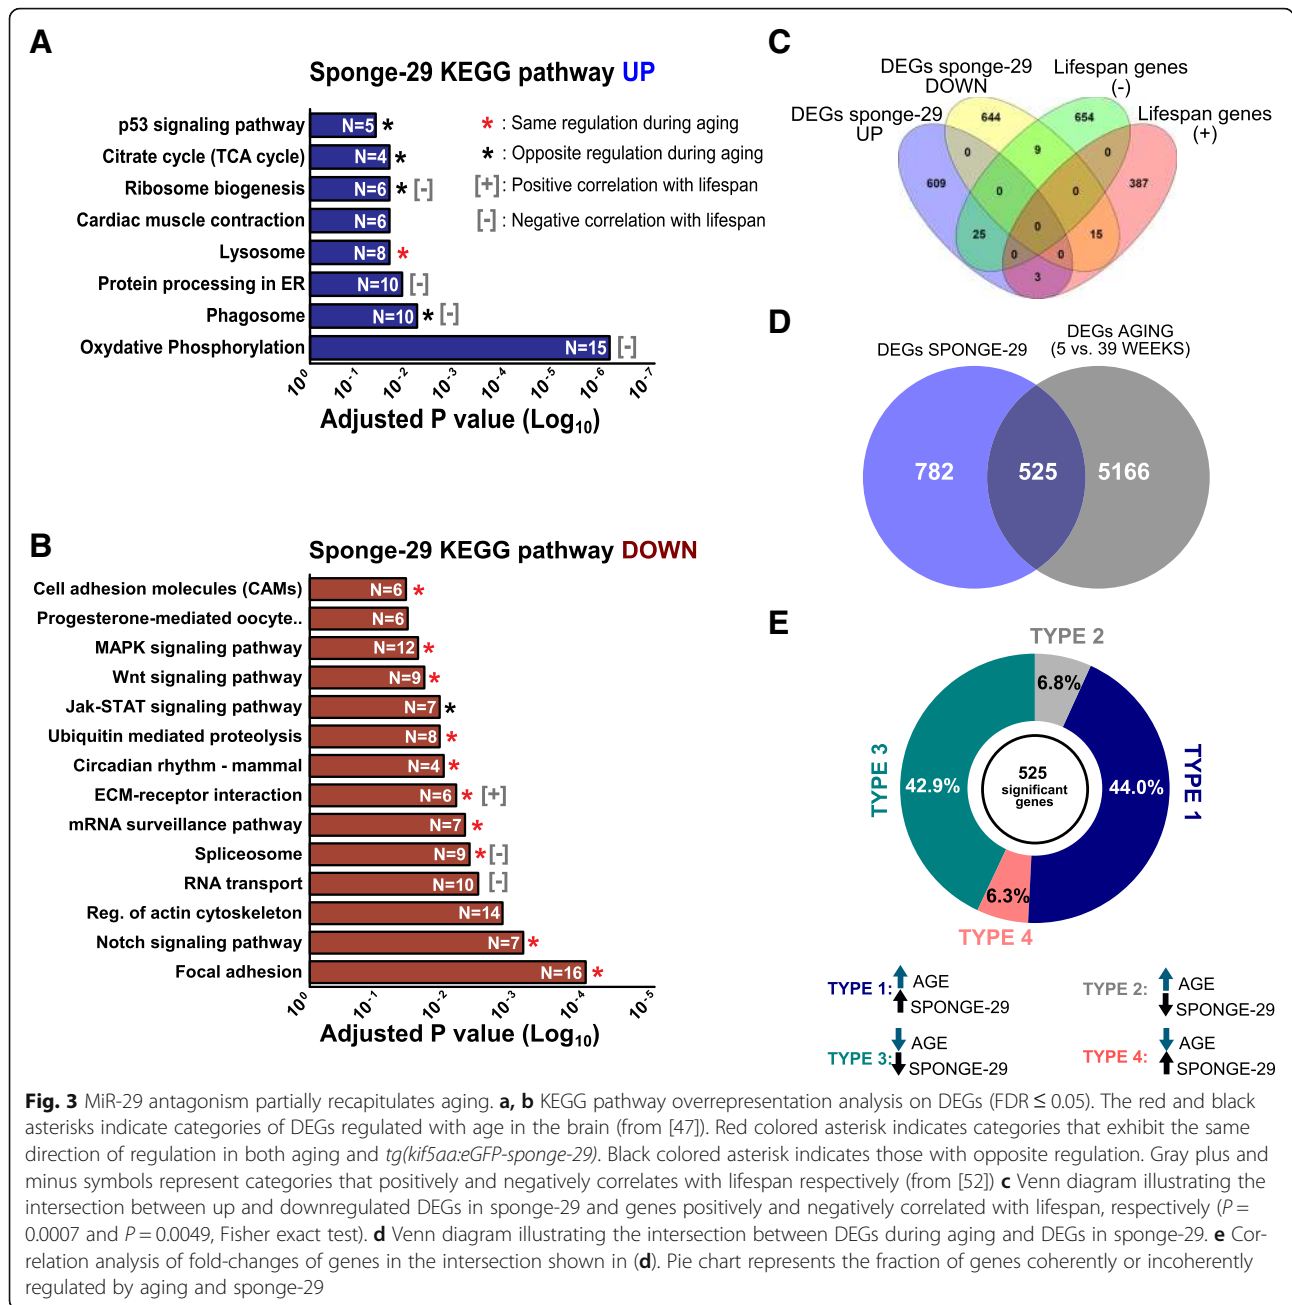 A
Sponge-29 KEGG pathway UP
p53 signaling pathway N=5 *
Citrate cycle (TCA cycle) N=4 *
Ribosome biogenesis N=6 * [-]
Cardiac muscle contraction N=6
Lysosome N=8 *
Protein processing in ER N=10 [-]
Phagosome N=10 * [-]
Oxydative Phosphorylation N=15 [-]
* : Same regulation during aging
* : Opposite regulation during aging
[+] : Positive correlation with lifespan
[-] : Negative correlation with lifespan
10^0 10^-1 10^-2 10^-3 10^-4 10^-5 10^-6 10^-7
Adjusted P value (Log10)
B
Sponge-29 KEGG pathway DOWN
Cell adhesion molecules (CAMs) N=6 *
Progesterone-mediated oocyte.. N=6
MAPK signaling pathway N=12 *
Wnt signaling pathway N=9 *
Jak-STAT signaling pathway N=7 *
Ubiquitin mediated proteolysis N=8 *
Circadian rhythm - mammal N=4 *
ECM-receptor interaction N=6 * [+]
mRNA surveillance pathway N=7 *
Spliceosome N=9 * [-]
RNA transport N=10 [-]
Reg. of actin cytoskeleton N=14
Notch signaling pathway N=7 *
Focal adhesion N=16 *
10^0 10^-1 10^-2 10^-3 10^-4 10^-5
Adjusted P value (Log10)
C
DEGs sponge-29
DOWN
Lifespan genes
(-)
DEGs sponge-29
UP
Lifespan genes
(+)
644 654
0 9 0
609 0 0 387
25 0 15
0 0
3
D
DEGs SPONGE-29
DEGs AGING
(5 vs. 39 WEEKS)
782 525 5166
E
TYPE 2
6.8%
TYPE 3
42.9%
525
significant
genes
44.0%
TYPE 1
6.3%
TYPE 4
TYPE 1: AGE
SPONGE-29
TYPE 2: AGE
SPONGE-29
TYPE 3: AGE
SPONGE-29
TYPE 4: AGE
SPONGE-29
Fig. 3 MiR-29 antagonism partially recapitulates aging. a, b KEGG pathway overrepresentation analysis on DEGs (FDR ≤ 0.05). The red and black
asterisks indicate categories of DEGs regulated with age in the brain (from [47]). Red colored asterisk indicates categories that exhibit the same
direction of regulation in both aging and tg(kif5aa:eGFP-sponge-29). Black colored asterisk indicates those with opposite regulation. Gray plus and
minus symbols represent categories that positively and negatively correlates with lifespan respectively (from [52]) c Venn diagram illustrating the
intersection between up and downregulated DEGs in sponge-29 and genes positively and negatively correlated with lifespan, respectively (P =
0.0007 and P = 0.0049, Fisher exact test). d Venn diagram illustrating the intersection between DEGs during aging and DEGs in sponge-29. e Cor-
relation analysis of fold-changes of genes in the intersection shown in (d). Pie chart represents the fraction of genes coherently or incoherently
regulated by aging and sponge-29